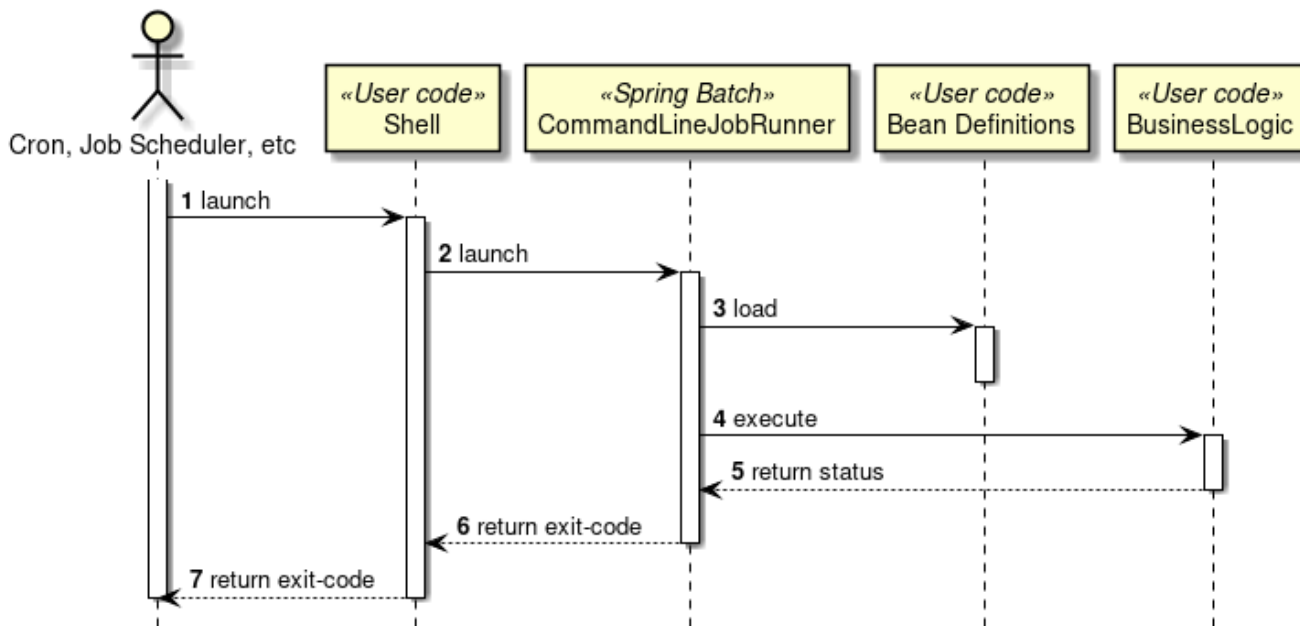 Cron, Job Scheduler, etc
«User code»
Shell
«Spring Batch»
CommandLineJobRunner
«User code»
Bean Definitions
«User code»
BusinessLogic
1 launch
2 launch
3 load
4 execute
5 return status
6 return exit-code
7 return exit-code